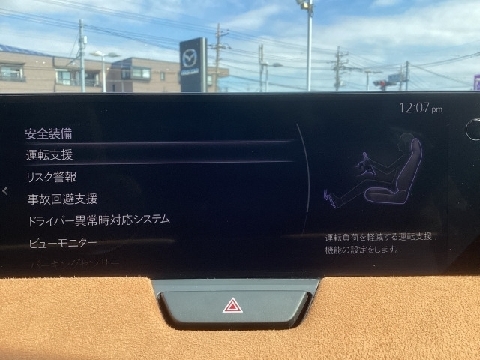 12:07 pm
安全装備
運転支援
リスク警報
事故回避支援
ドライバー異常時対応システム
ビューモニター
運転負荷を軽減する運転支援
機能の設定をします。